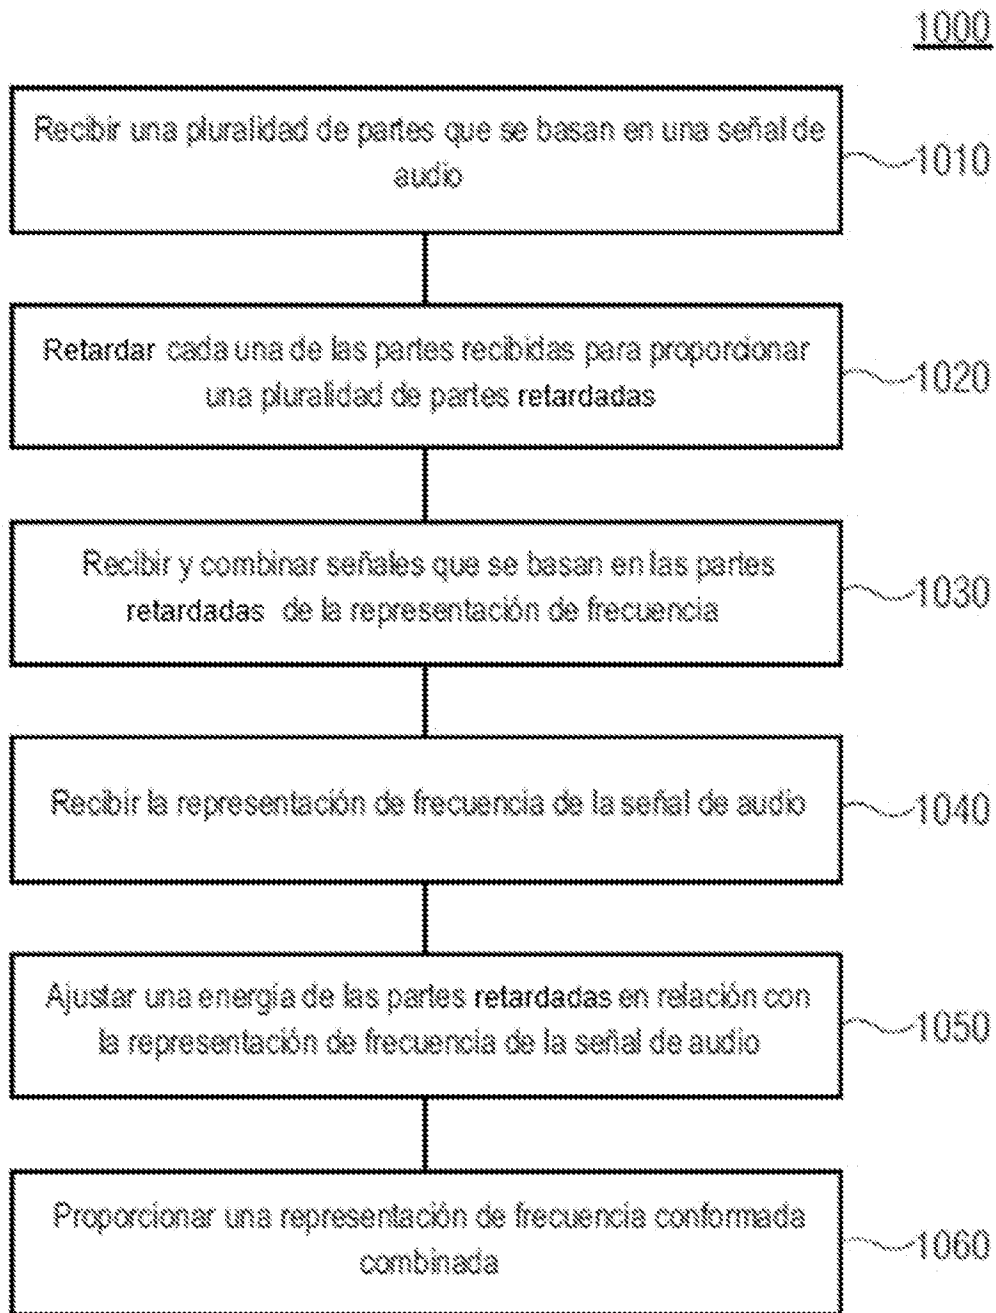 1000
Recibir una pluralidad de partes que se basan en una señal de
audio
1010
Retardar cada una de las partes recibidas para proporcionar
una pluralidad de partes retardadas
1020
Recibir y combinar señales que se basan en las partes
retardadas de la representación de frecuencia
1030
Recibir la representación de frecuencia de la señal de audio
1040
Ajustar una energía de las partes retardadas en relación con
la representación de frecuencia de la señal de audio
1050
Proporcionar una representación de frecuencia conformada
combinada
1060